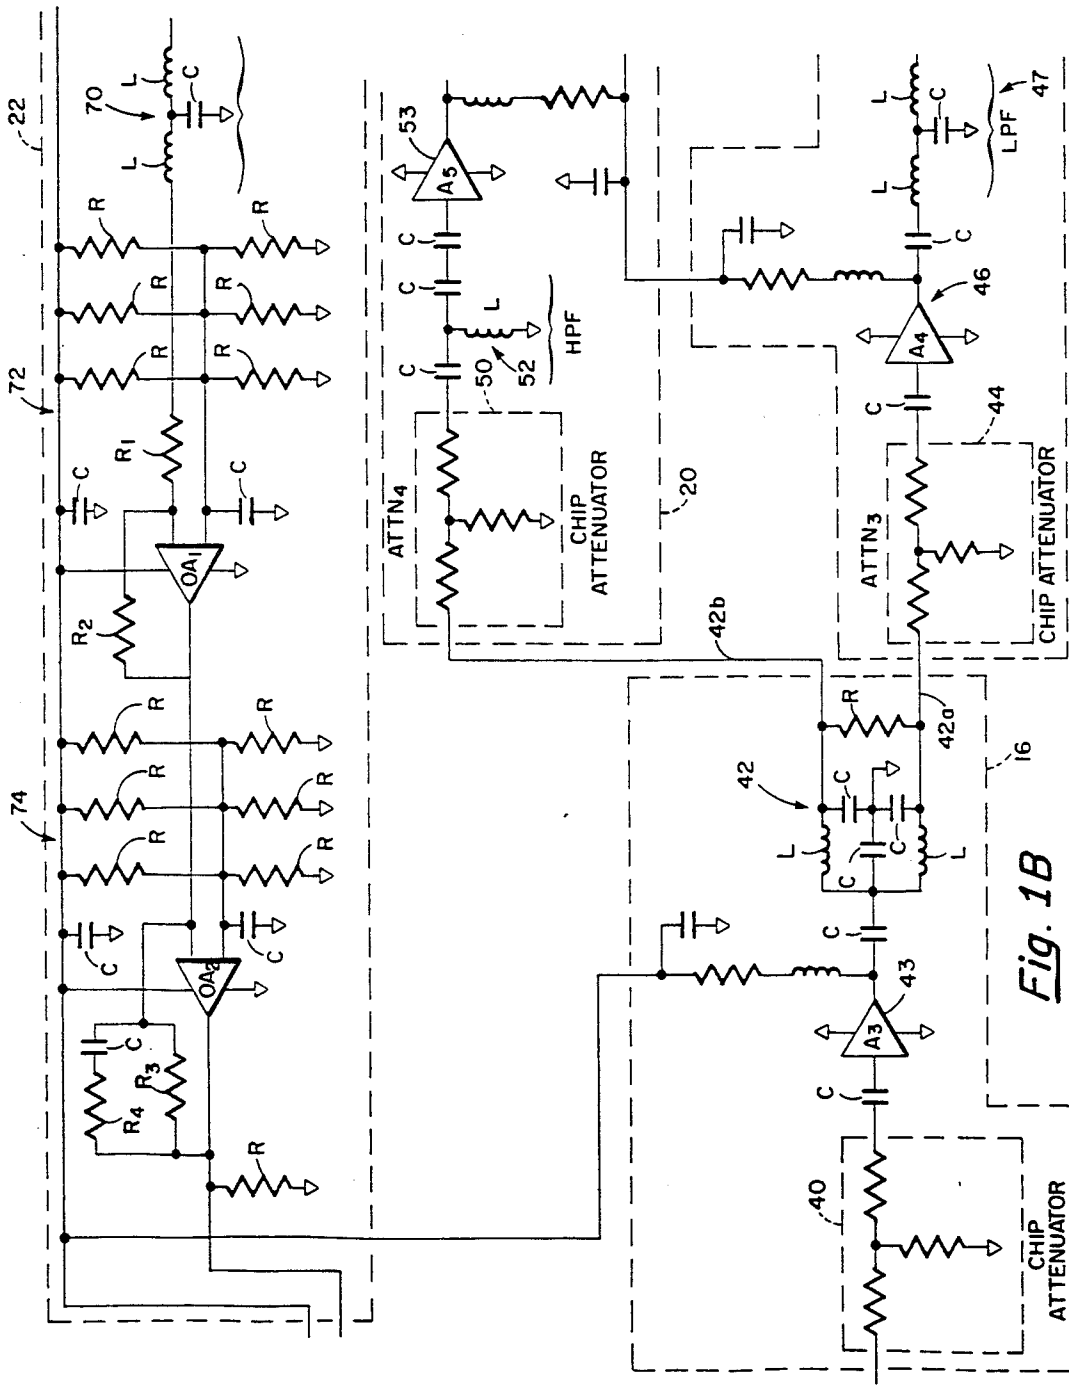 74
72
22
R4
C
R3
R
OA2
C
C
R
R
R
R
R
R
R2
OA1
C
C
R1
R
R
R
R
R
R
L
70
L
C
ATTN4
CHIP
ATTENUATOR
50
C
L
52
HPF
C
C
A5
53
20
42b
40
CHIP
ATTENUATOR
C
A3
43
C
42
L
C
C
C
L
R
42a
16
ATTN3
CHIP ATTENUATOR
44
C
A4
46
C
L
L
C
LPF
47
Fig. 1B